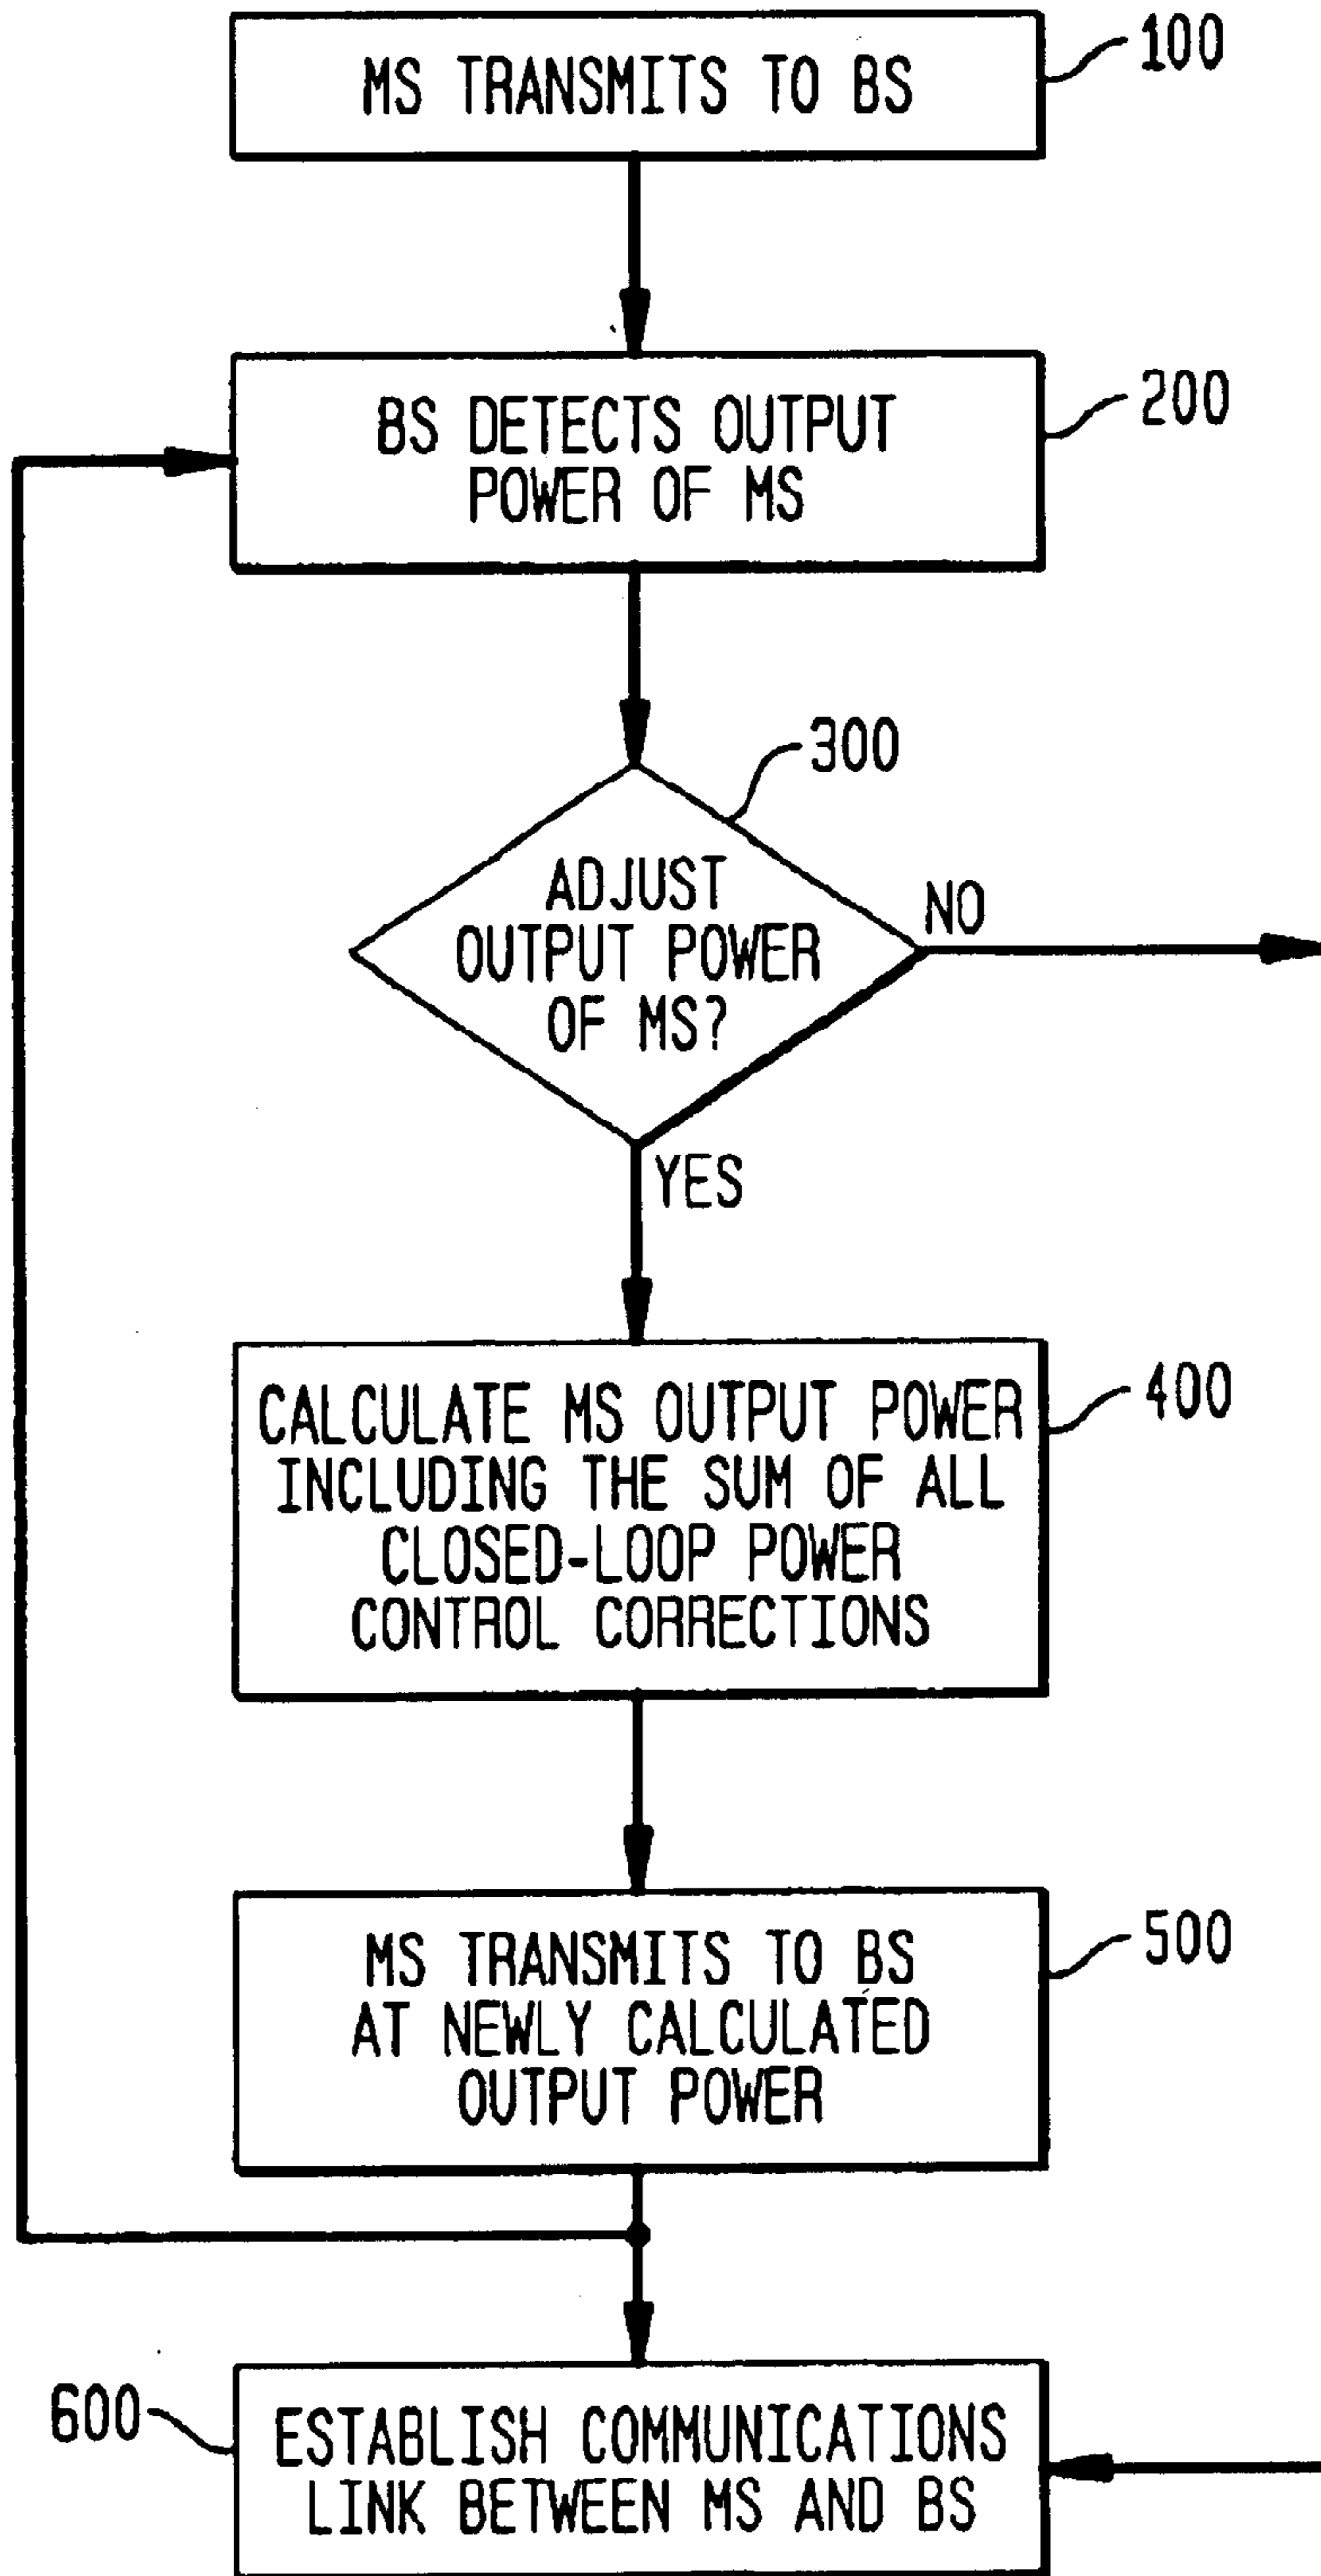 MS TRANSMITS TO BS
100
BS DETECTS OUTPUT
POWER OF MS
200
300
ADJUST
OUTPUT POWER
OF MS?
NO
YES
CALCULATE MS OUTPUT POWER
INCLUDING THE SUM OF ALL
CLOSED-LOOP POWER
CONTROL CORRECTIONS
400
MS TRANSMITS TO BS
AT NEWLY CALCULATED
OUTPUT POWER
500
600
ESTABLISH COMMUNICATIONS
LINK BETWEEN MS AND BS